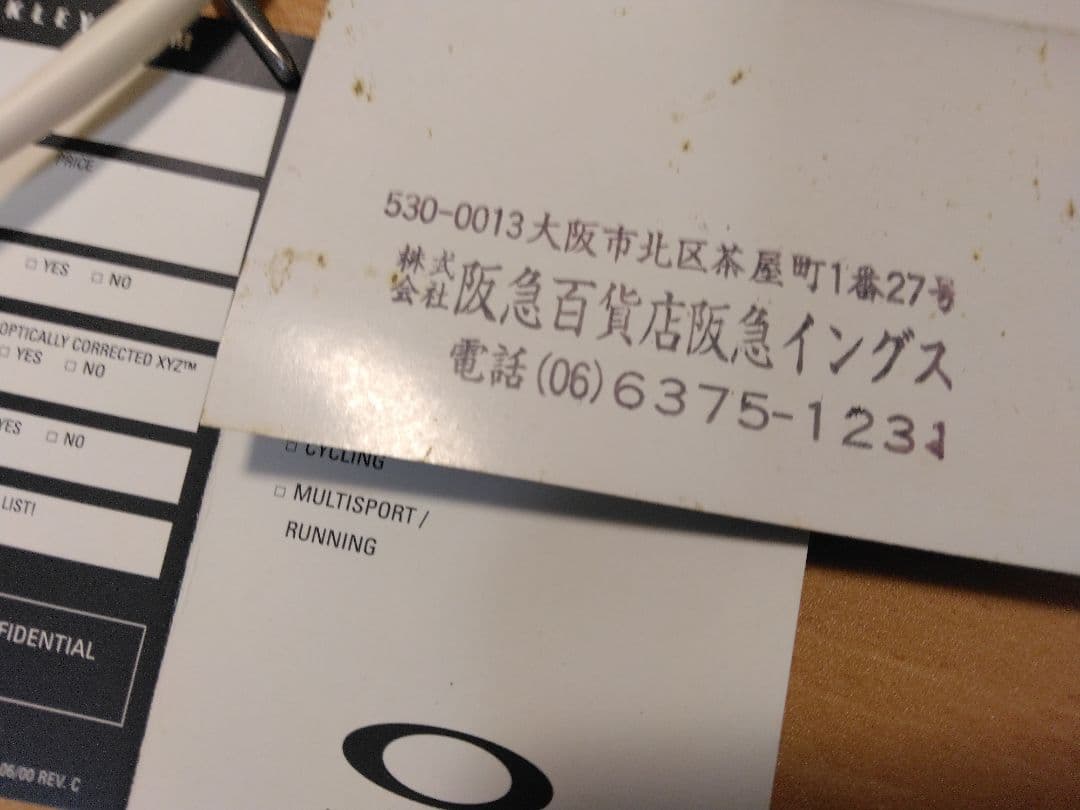 PRICE
□ YES □ NO
OPTICALLY CORRECTED XYZ™
□ YES □ NO
YES □ NO
LIST!
FIDENTIAL
06/00 REV. C
530-0013大阪市北区茶屋町1番27号
株式会社阪急百貨店阪急イングス
電話(06)6375-1231
□ CYCLING
□ MULTISPORT /
RUNNING